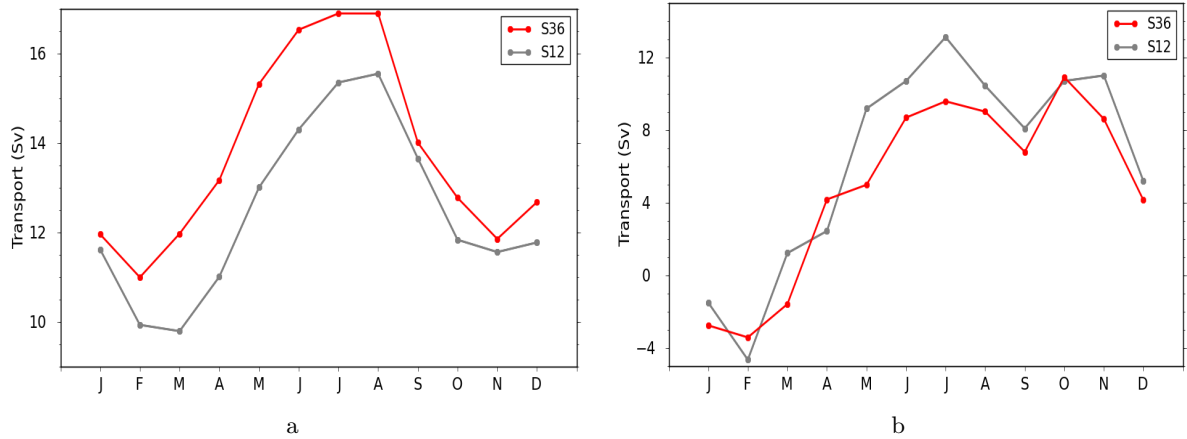 S36
S12
Transport (Sv)
16
14
12
10
J F M A M J J A S O N D
a
S36
S12
Transport (Sv)
12
8
4
0
−4
J F M A M J J A S O N D
b